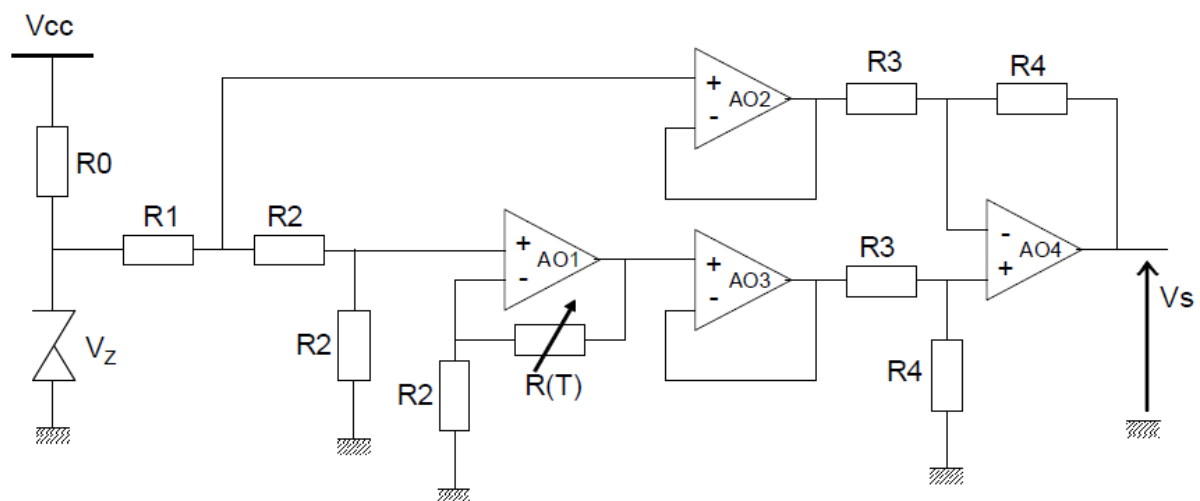 Vcc
R3
R4
+
AO2
-
R0
R1
R2
+
AO1
-
+
AO3
-
R3
-
AO4
+
Vs
VZ
R2
R2
R(T)
R4